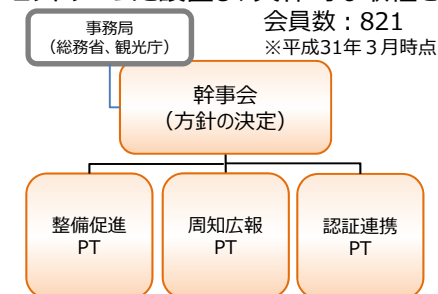 事務局
(総務省、観光庁)
会員数：821
※平成31年３月時点
幹事会
(方針の決定)
整備促進
PT
周知広報
PT
認証連携
PT